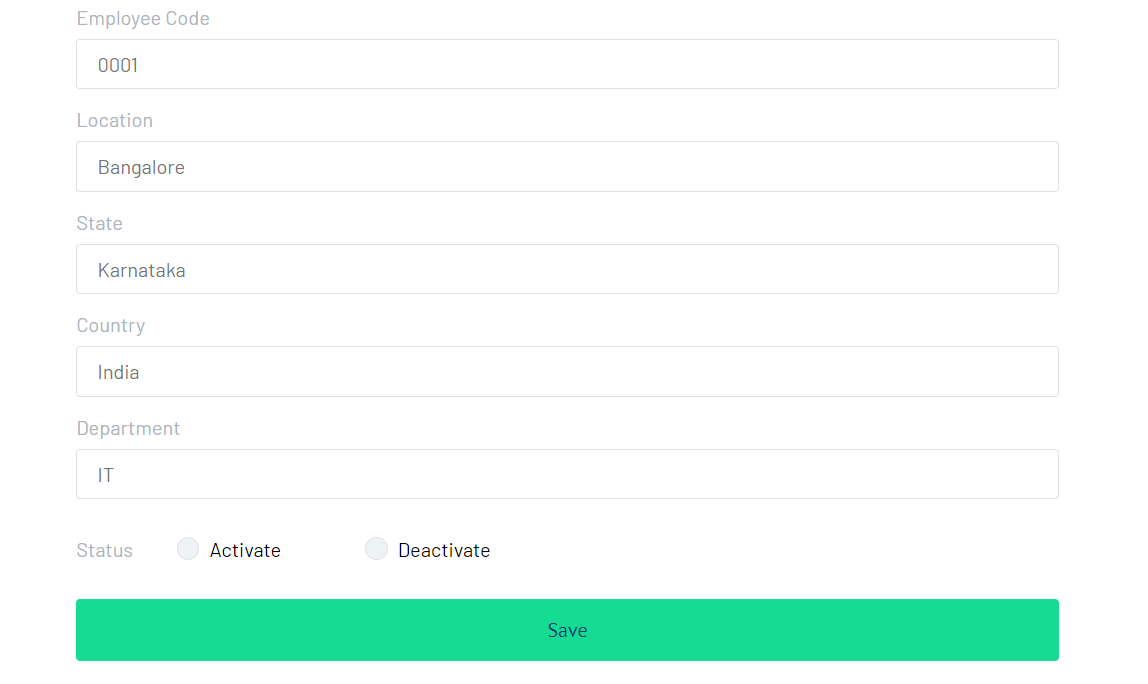 Employee Code
0001
Location
Bangalore
State
Karnataka
Country
India
Department
IT
Status Activate Deactivate
Save